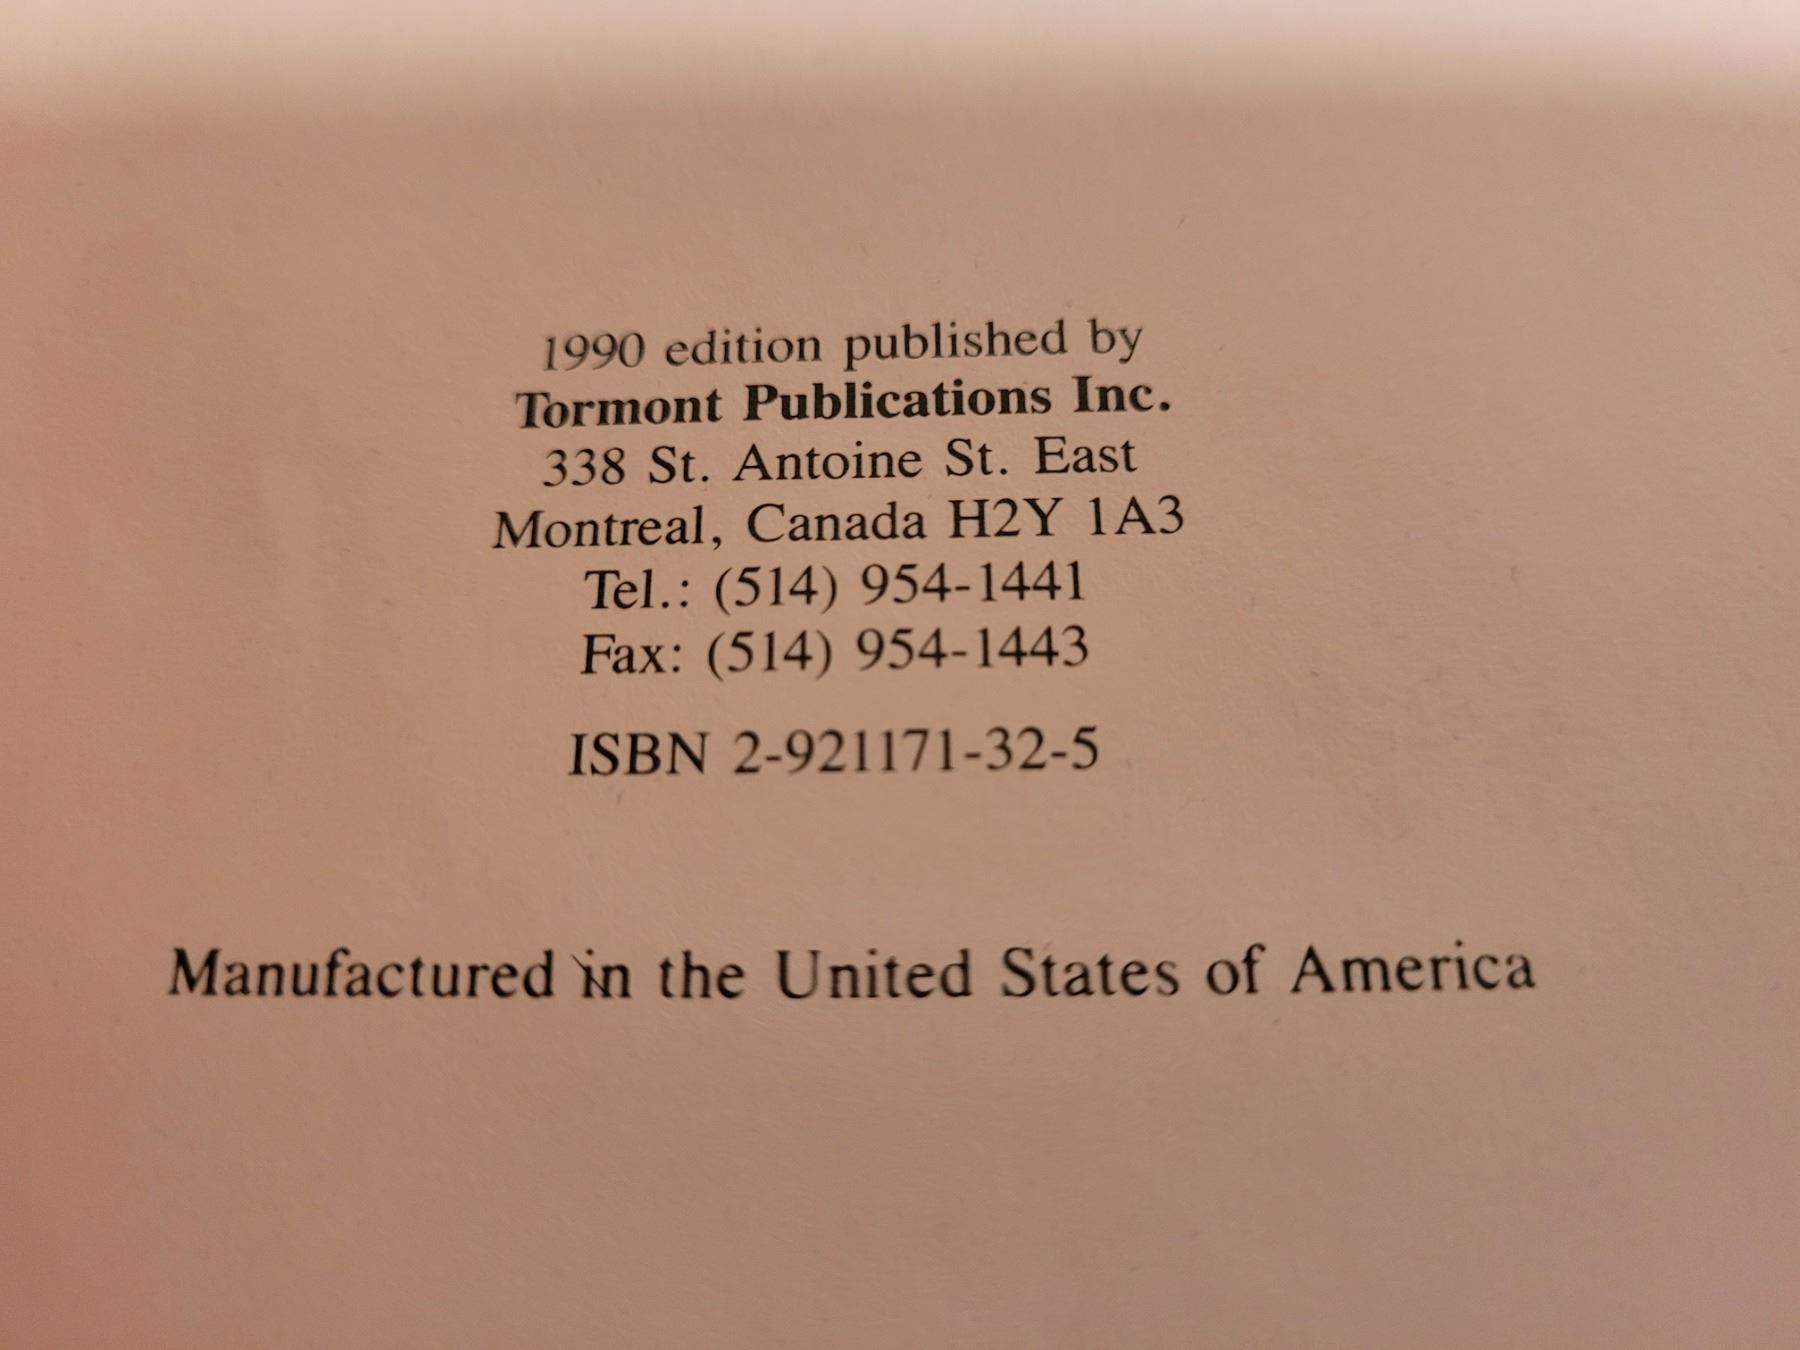 1990 edition published by
Tormont Publications Inc.
338 St. Antoine St. East
Montreal, Canada H2Y 1A3
Tel.: (514) 954-1441
Fax: (514) 954-1443
ISBN 2-921171-32-5
Manufactured in the United States of America